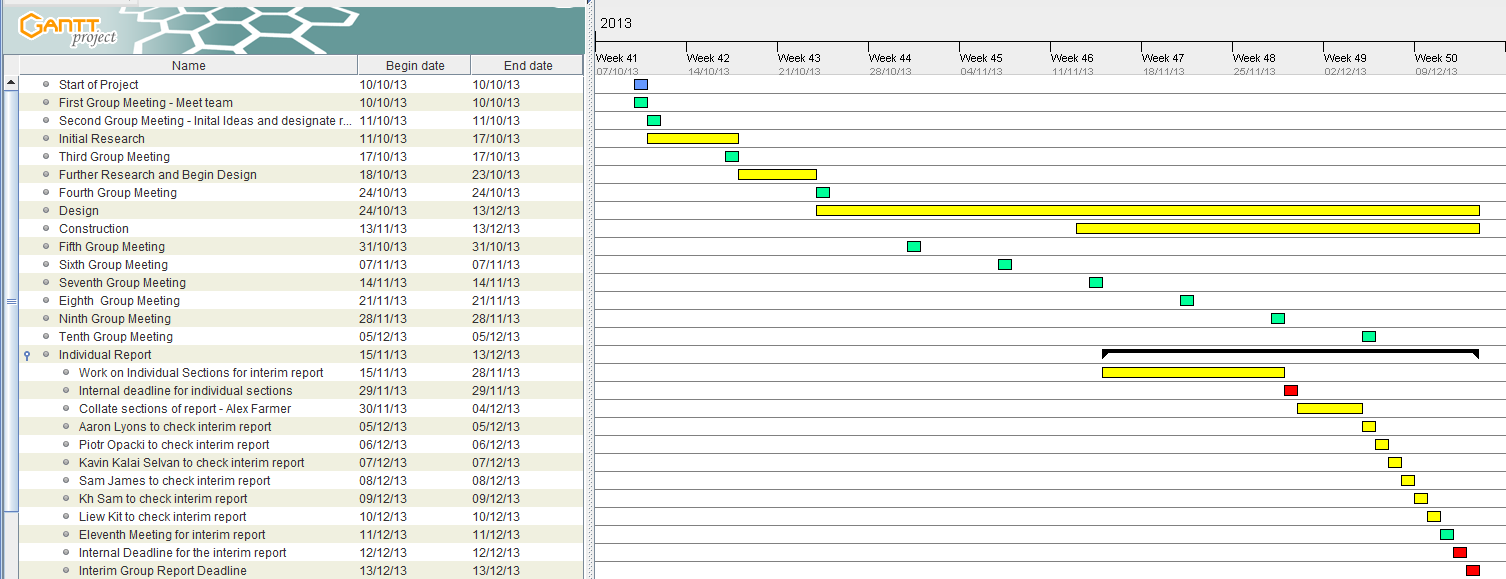 GANTT
project
2013
Week 41 Week 42 Week 43 Week 44 Week 45 Week 46 Week 47 Week 48 Week 49 Week 50
07/10/13 14/10/13 21/10/13 28/10/13 04/11/13 11/11/13 18/11/13 25/11/13 02/12/13 09/12/13
Name Begin date End date
Start of Project 10/10/13 10/10/13
First Group Meeting - Meet team 10/10/13 10/10/13
Second Group Meeting - Inital Ideas and designate r... 11/10/13 11/10/13
Initial Research 11/10/13 17/10/13
Third Group Meeting 17/10/13 17/10/13
Further Research and Begin Design 18/10/13 23/10/13
Fourth Group Meeting 24/10/13 24/10/13
Design 24/10/13 13/12/13
Construction 13/11/13 13/12/13
Fifth Group Meeting 31/10/13 31/10/13
Sixth Group Meeting 07/11/13 07/11/13
Seventh Group Meeting 14/11/13 14/11/13
Eighth Group Meeting 21/11/13 21/11/13
Ninth Group Meeting 28/11/13 28/11/13
Tenth Group Meeting 05/12/13 05/12/13
Individual Report 15/11/13 13/12/13
Work on Individual Sections for interim report 15/11/13 28/11/13
Internal deadline for individual sections 29/11/13 29/11/13
Collate sections of report - Alex Farmer 30/11/13 04/12/13
Aaron Lyons to check interim report 05/12/13 05/12/13
Piotr Opacki to check interim report 06/12/13 06/12/13
Kavin Kalai Selvan to check interim report 07/12/13 07/12/13
Sam James to check interim report 08/12/13 08/12/13
Kh Sam to check interim report 09/12/13 09/12/13
Liew Kit to check interim report 10/12/13 10/12/13
Eleventh Meeting for interim report 11/12/13 11/12/13
Internal Deadline for the interim report 12/12/13 12/12/13
Interim Group Report Deadline 13/12/13 13/12/13